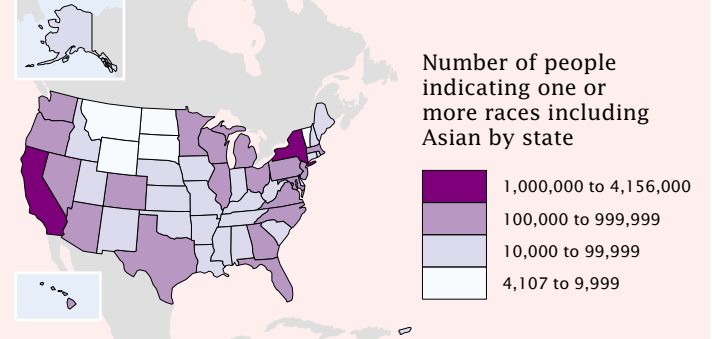 Number of people
indicating one or
more races including
Asian by state
1,000,000 to 4,156,000
100,000 to 999,999
10,000 to 99,999
4,107 to 9,999